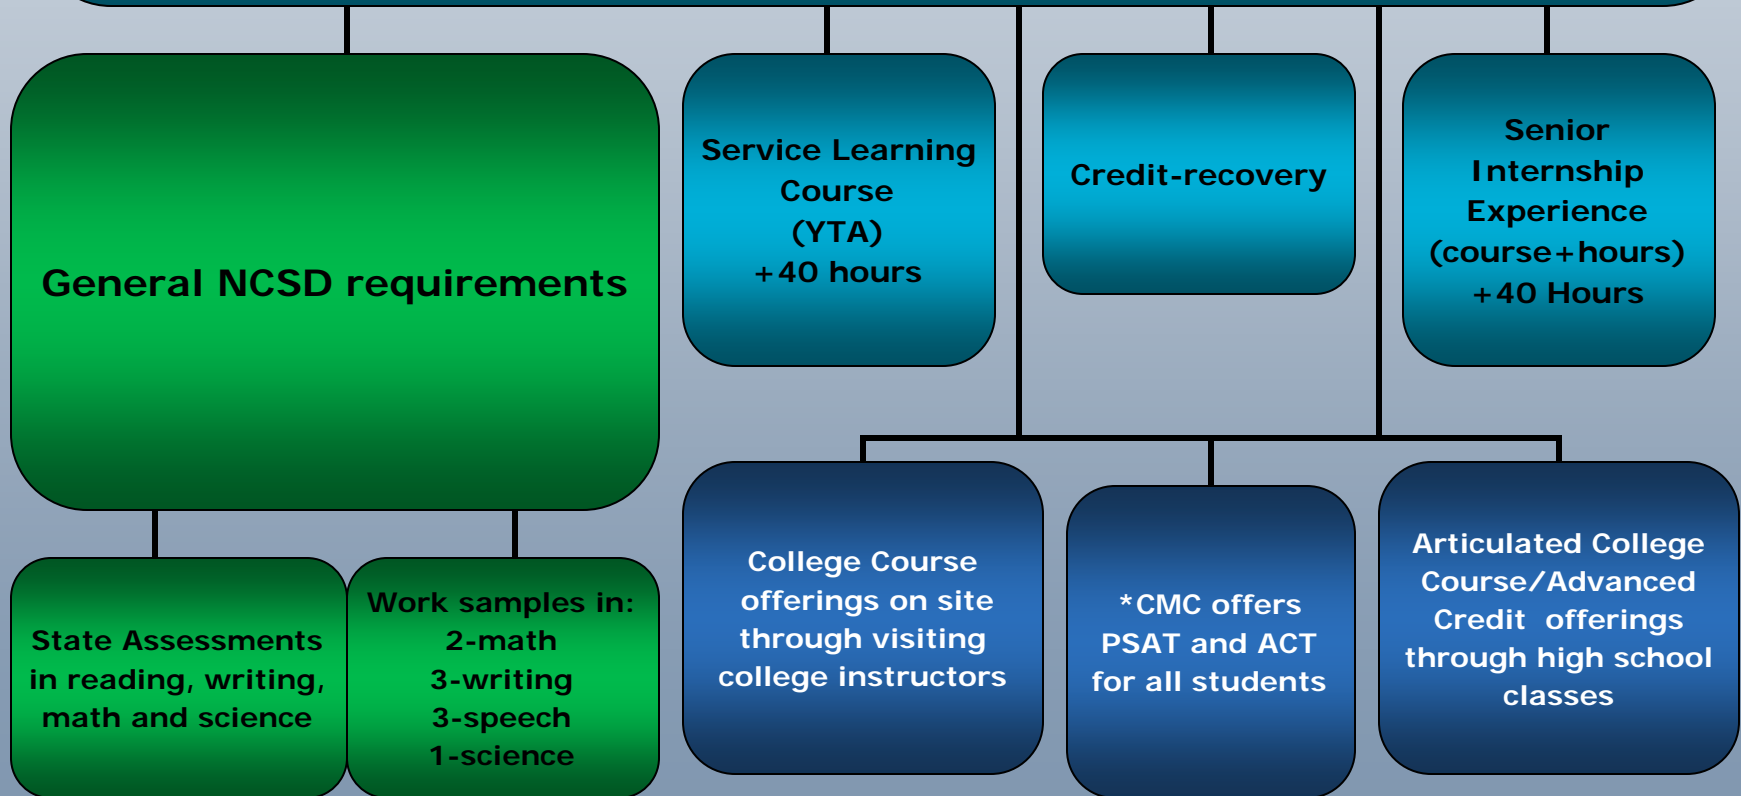 General NCSD requirements
Service Learning
Course
(YTA)
+40 hours
Credit-recovery
Senior
Internship
Experience
(course+hours)
+40 Hours
State Assessments
in reading, writing,
math and science
Work samples in:
2-math
3-writing
3-speech
1-science
College Course
offerings on site
through visiting
college instructors
*CMC offers
PSAT and ACT
for all students
Articulated College
Course/Advanced
Credit offerings
through high school
classes